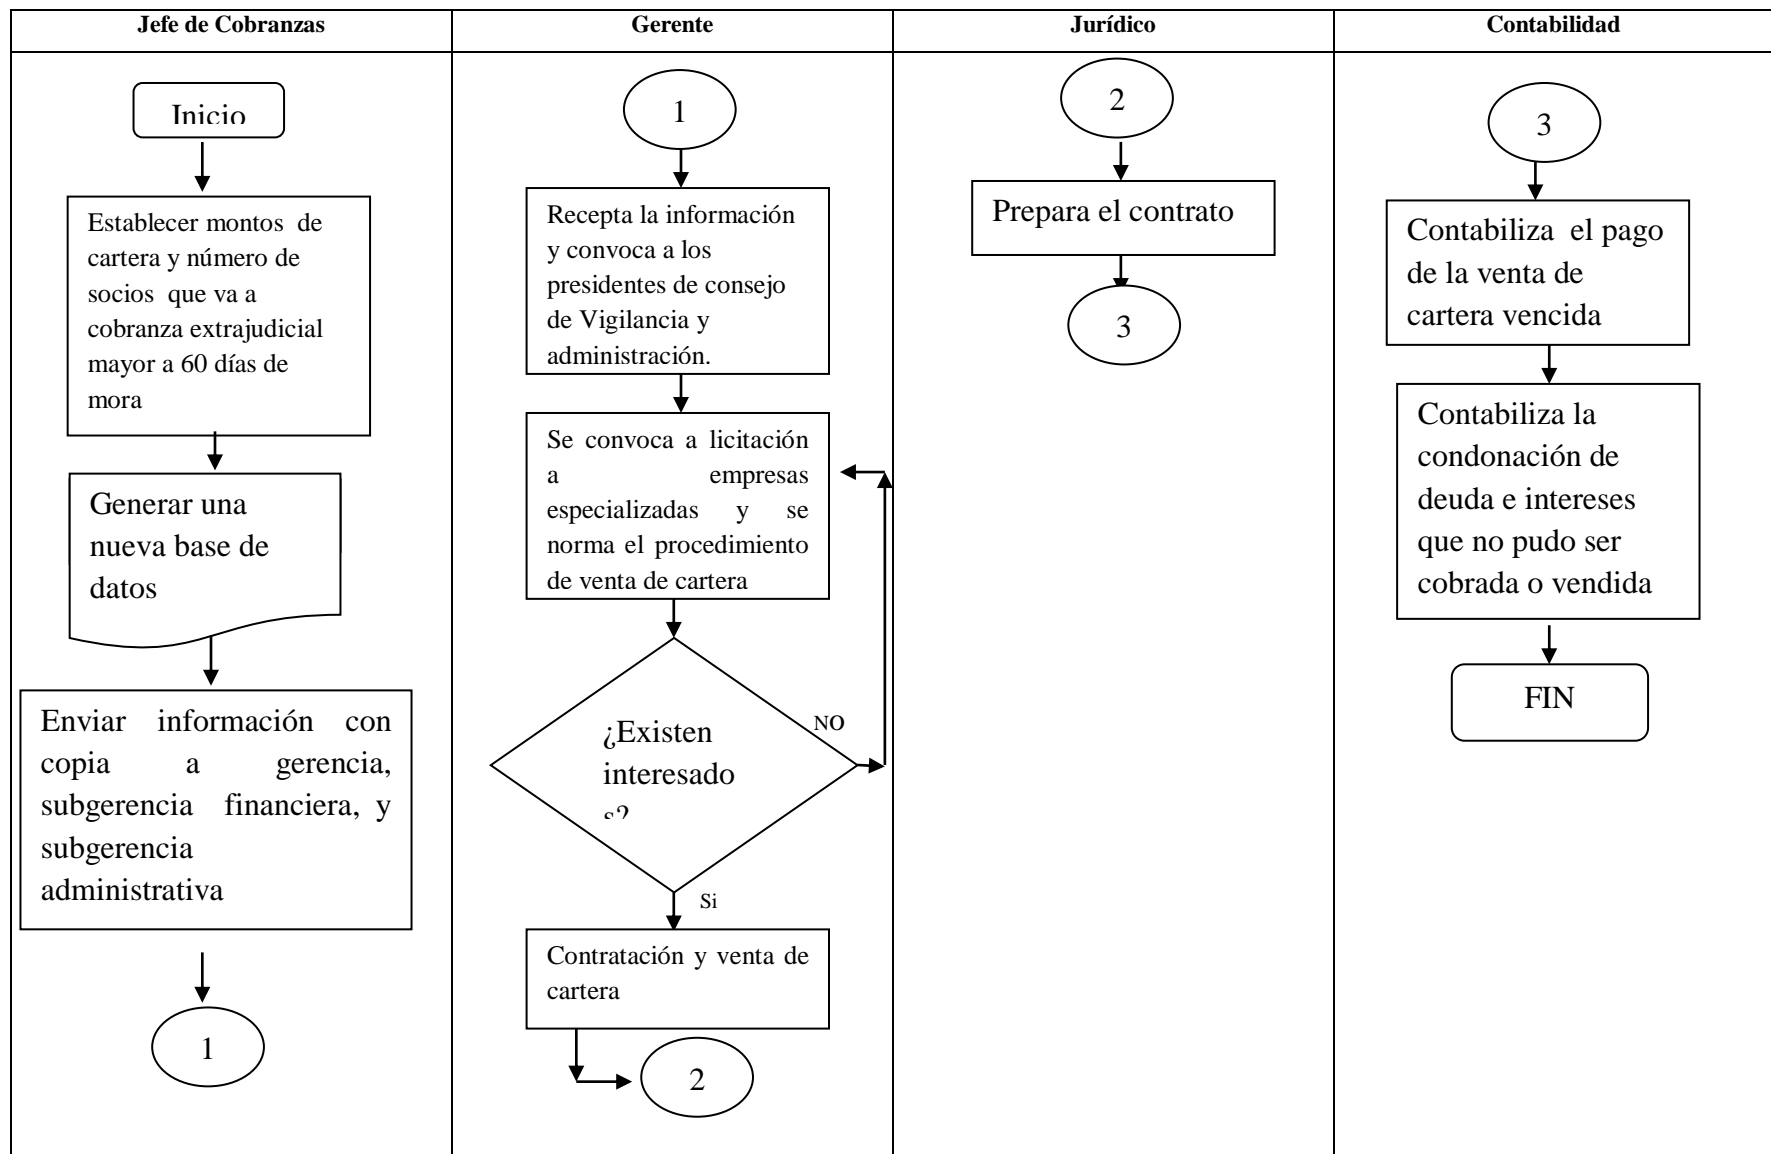 Jefe de Cobranzas
Gerente
Jurídico
Contabilidad
Inicio
Establecer montos de
cartera y número de
socios que va a
cobranza extrajudicial
mayor a 60 días de
mora
Generar una
nueva base de
datos
Enviar información con
copia a gerencia,
subgerencia financiera, y
subgerencia
administrativa
1
1
Recepta la información
y convoca a los
presidentes de consejo
de Vigilancia y
administración.
Se convoca a licitación
a empresas
especializadas y se
norma el procedimiento
de venta de cartera
¿Existen
interesado
s?
NO
Si
Contratación y venta de
cartera
2
2
Prepara el contrato
3
3
Contabiliza el pago
de la venta de
cartera vencida
Contabiliza la
condonación de
deuda e intereses
que no pudo ser
cobrada o vendida
FIN